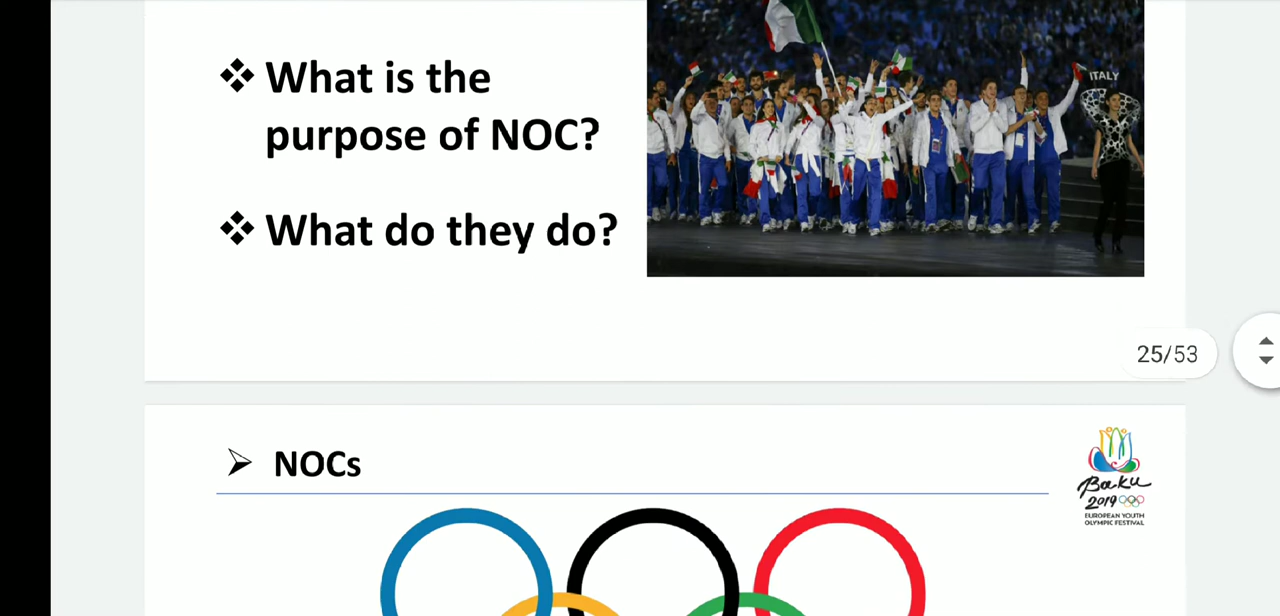 ❖ What is the
purpose of NOC?
❖ What do they do?
ITALY
25/53
➢ NOCs
Baku
2019
EUROPEAN YOUTH
OLYMPIC FESTIVAL